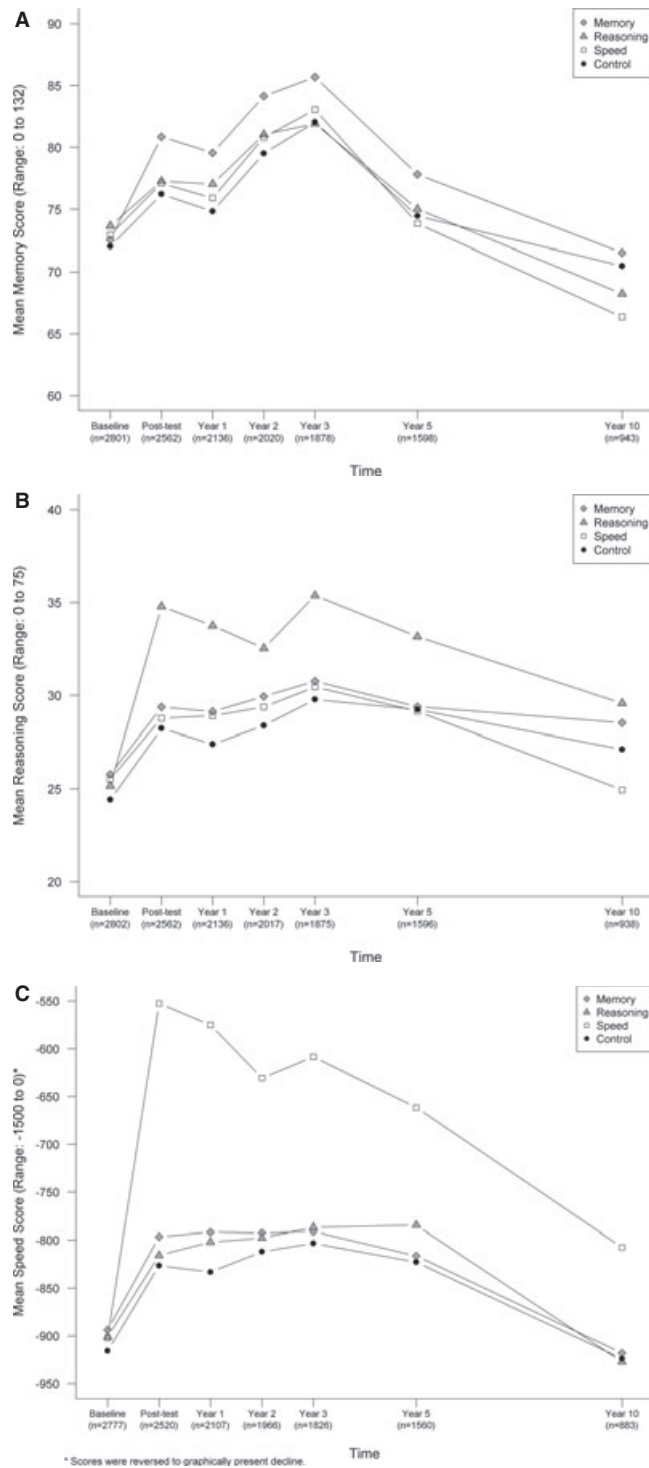 A
Mean Memory Score (Range: 0 to 132)
90
85
80
75
70
65
60
Memory
Reasoning
Speed
Control
Baseline Post-test Year 1 Year 2 Year 3 Year 5 Year 10
(n=2801) (n=2562) (n=2136) (n=2020) (n=1878) (n=1598) (n=943)
Time
B
Mean Reasoning Score (Range: 0 to 75)
40
35
30
25
20
Memory
Reasoning
Speed
Control
Baseline Post-test Year 1 Year 2 Year 3 Year 5 Year 10
(n=2802) (n=2562) (n=2136) (n=2017) (n=1875) (n=1596) (n=938)
Time
C
Mean Speed Score (Range: -1500 to 0)*
-550
-600
-650
-700
-750
-800
-850
-900
-950
Memory
Reasoning
Speed
Control
Baseline Post-test Year 1 Year 2 Year 3 Year 5 Year 10
(n=2777) (n=2520) (n=2107) (n=1966) (n=1826) (n=1560) (n=883)
Time
* Scores were reversed to graphically present decline.